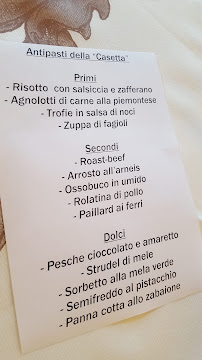 Antipasti della "Casetta"
Primi
- Risotto con salsiccia e zafferano
- Agnolotti di carne alla piemontese
- Trofie in salsa di noci
- Zuppa di fagioli
Secondi
- Roast-beef
- Arrosto all'arneis
- Ossobuco in umido
- Rolatina di pollo
- Paillard ai ferri
Dolci
- Pesche cioccolato e amaretto
- Strudel di mele
- Sorbetto alla mela verde
- Semifreddo al pistacchio
- Panna cotta allo zabaione